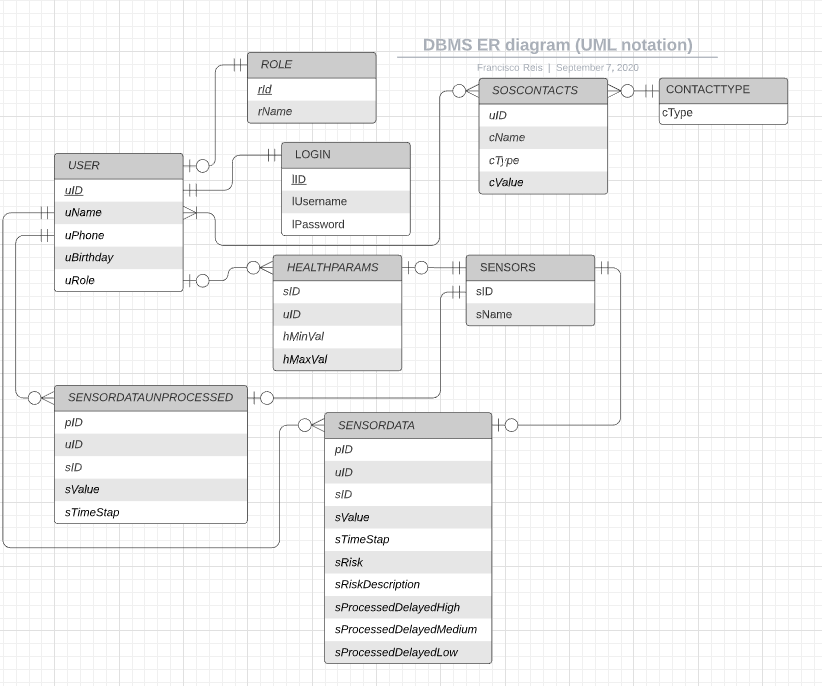 DBMS ER diagram (UML notation)
Francisco Reis | September 7, 2020
ROLE
rId
rName
SOSCONTACTS
uID
cName
cType
cValue
CONTACTTYPE
cType
LOGIN
lID
lUsername
lPassword
USER
uID
uName
uPhone
uBirthday
uRole
HEALTHPARAMS
sID
uID
hMinVal
hMaxVal
SENSORS
sID
sName
SENSORDATAUNPROCESSED
pID
uID
sID
sValue
sTimeStap
SENSORDATA
pID
uID
sID
sValue
sTimeStap
sRisk
sRiskDescription
sProcessedDelayedHigh
sProcessedDelayedMedium
sProcessedDelayedLow